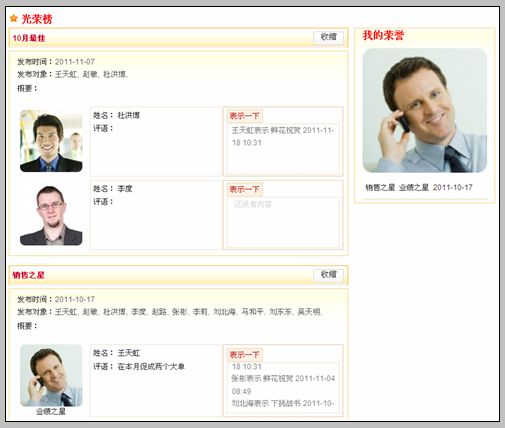 光荣榜
10月最佳
收缩
发布时间：2011-11-07
发布对象：王天虹, 赵敏, 杜洪博,
概要：
姓名：杜洪博
评语：
表示一下
王天虹表示 鲜花祝贺 2011-11-
18 10:31
姓名：李度
评语：
表示一下
还没有内容
销售之星
收缩
发布时间：2011-10-17
发布对象：王天虹, 赵敏, 杜洪博, 李度, 赵路, 张彬, 李莉, 刘北海, 马和平, 刘东东, 吴天明,
概要：
业绩之星
姓名：王天虹
评语：在本月促成两个大单
表示一下
18 10:31
张彬表示 鲜花祝贺 2011-11-04
08:49
刘北海表示 下挑战书 2011-10-
我的荣誉
销售之星 业绩之星 2011-10-17